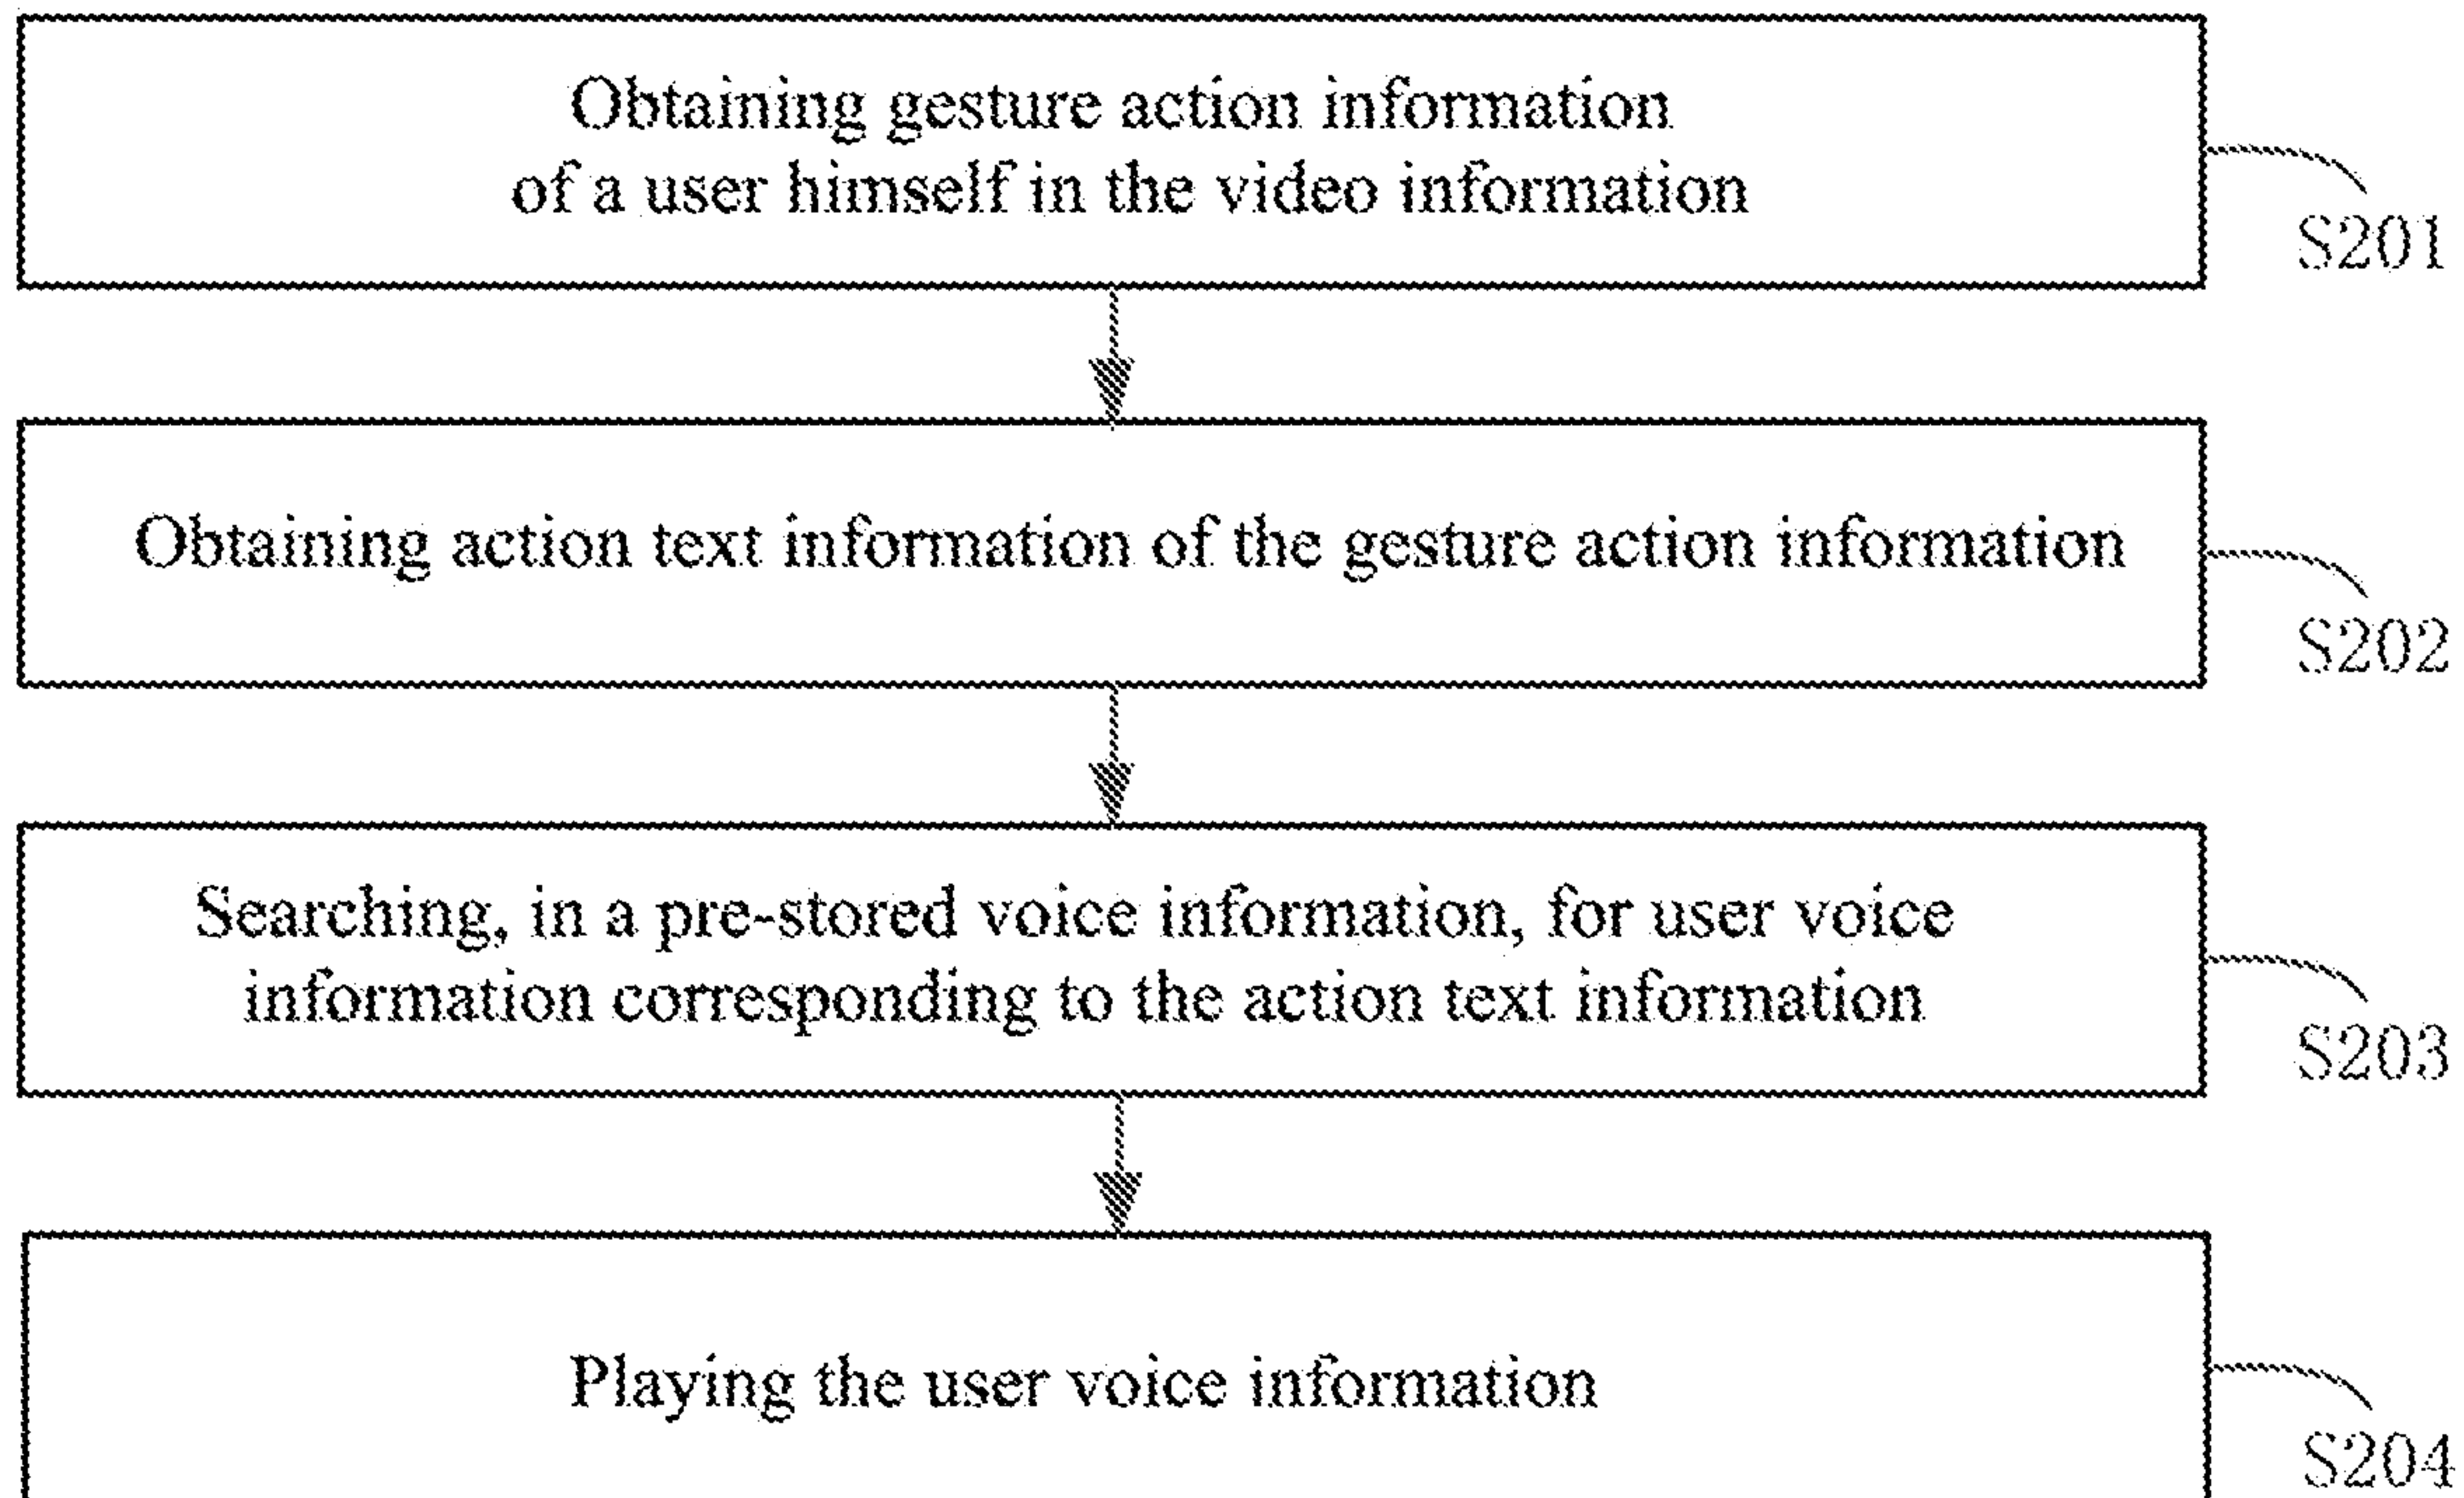 Obtaining gesture action information
of a user himself in the video information
S201
Obtaining action text information of the gesture action information
S202
Searching, in a pre-stored voice information, for user voice
information corresponding to the action text information
S203
Playing the user voice information
S204